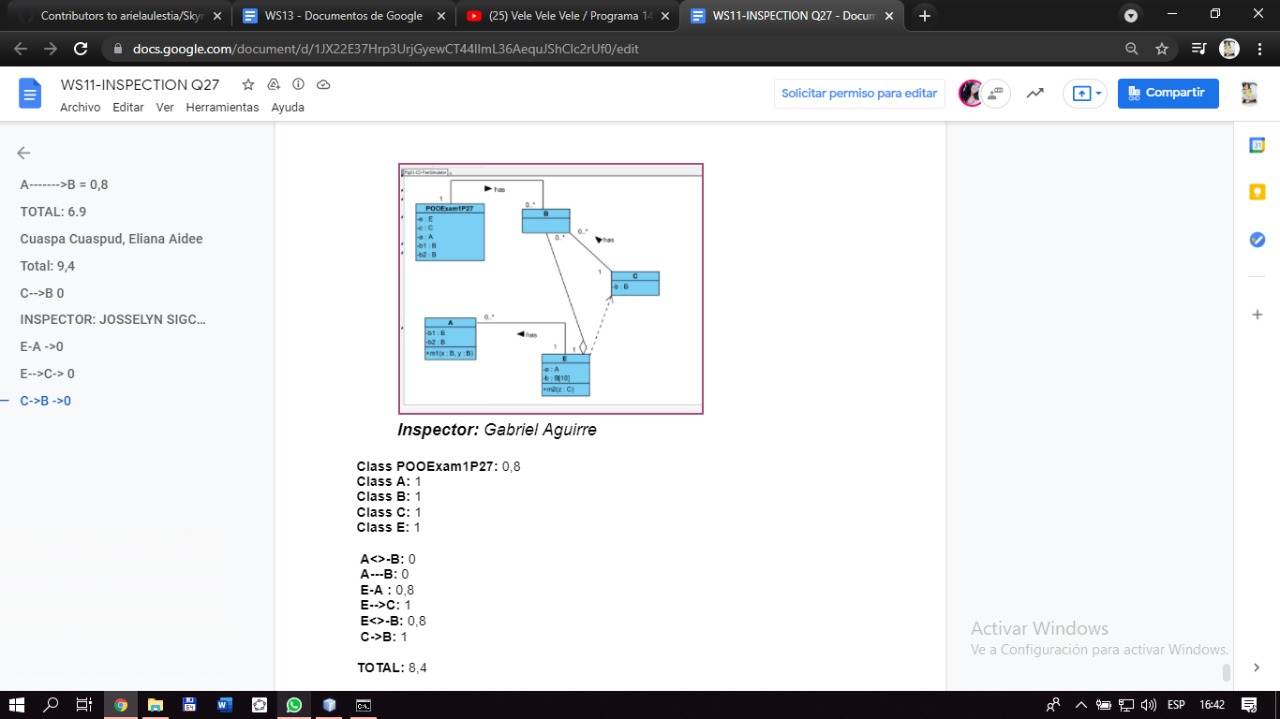 Contributors to arielaulestia/Skyr
WS13 - Documentos de Google
(25) Vele Vele Vele / Programa 14
WS11-INSPECTION Q27 - Docum
docs.google.com/document/d/1JX22E37Hrp3UrjGyewCT44IlmL36AequJShClc2rUf0/edit
WS11-INSPECTION Q27
Archivo Editar Ver Herramientas Ayuda
Solicitar permiso para editar
Compartir
A------->B = 0,8
TOTAL: 6.9
Cuaspa Cuaspud, Eliana Aidee
Total: 9,4
C-->B 0
INSPECTOR: JOSSELYN SIGC...
E-A ->0
E-->C-> 0
C->B ->0
has
1
0..*
POOExam1P27
-e : E
-c : C
-a : A
-b1 : B
-b2 : B
B
0..*
0..*
has
1
C
-b : B
0..*
A
-b1 : B
-b2 : B
+m1(x : B, y : B)
has
1
1
E
-a : A
-b : B[10]
+m2(z : C)
Inspector: Gabriel Aguirre
Class POOExam1P27: 0,8
Class A: 1
Class B: 1
Class C: 1
Class E: 1
A<>-B: 0
A---B: 0
E-A : 0,8
E-->C: 1
E<>-B: 0,8
C->B: 1
TOTAL: 8,4
Activar Windows
Ve a Configuración para activar Windows.
ESP
16:42